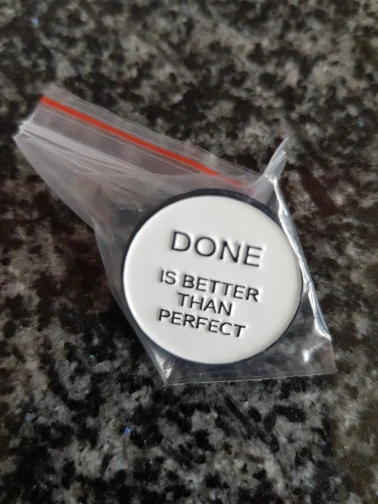 DONE
IS BETTER
THAN
PERFECT